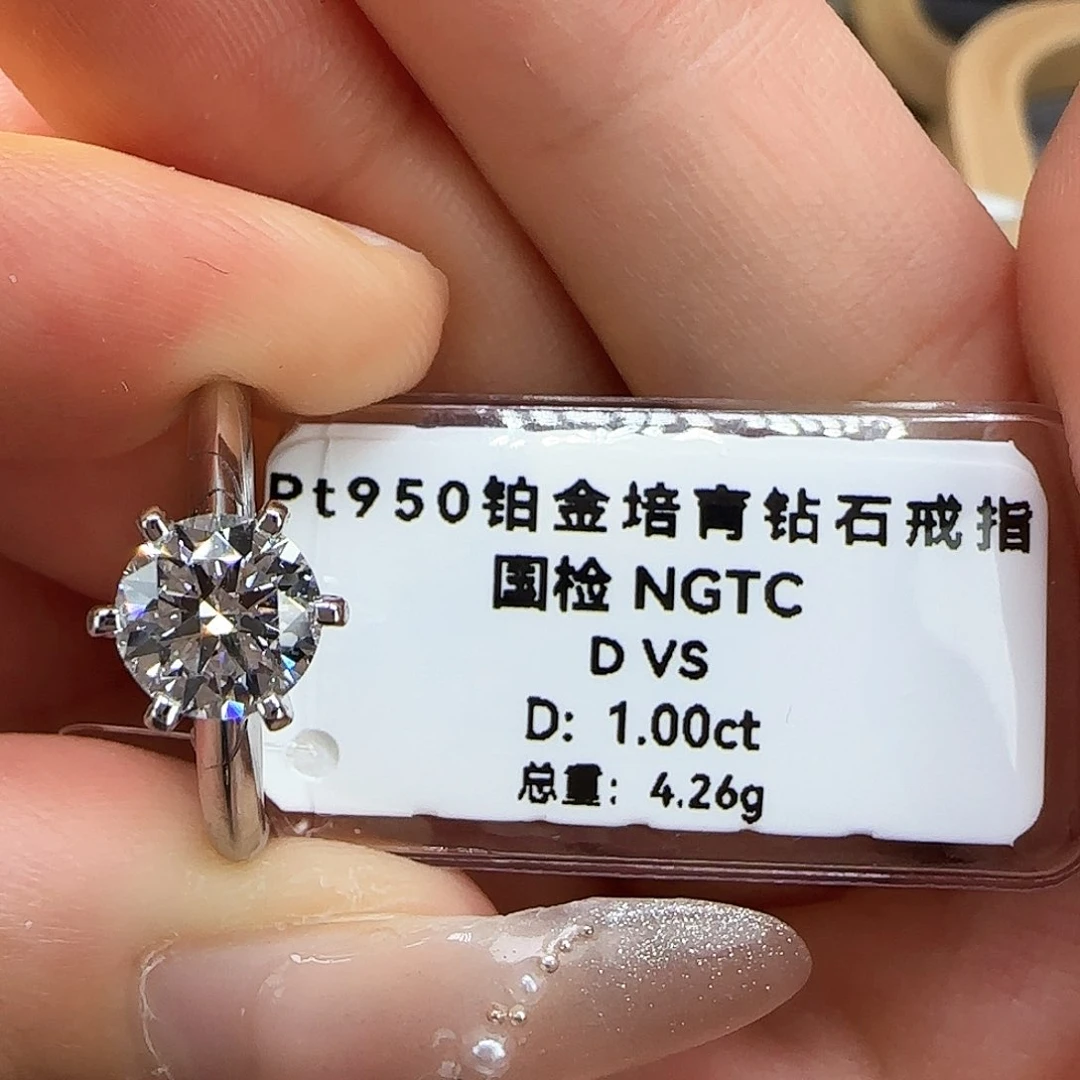 Pt950铂金培育钻石戒指
国检 NGTC
D VS
D: 1.00ct
总重: 4.26g